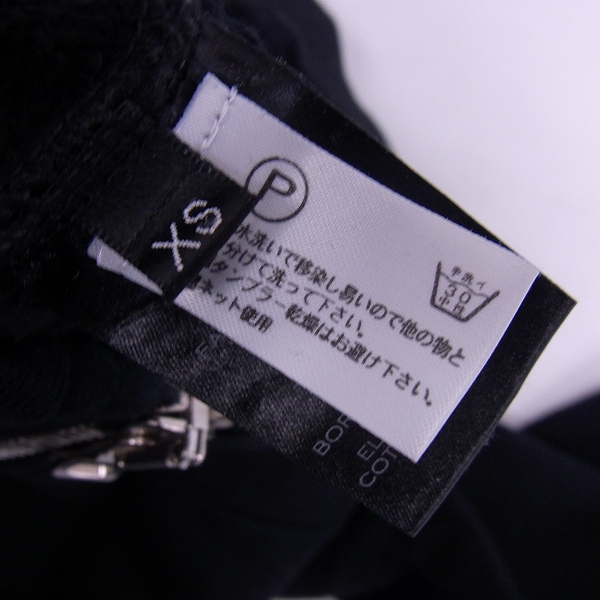 XS
P
手洗イ
30
中性
水洗いで移染し易いので他の物と
分けて洗って下さい。
タンブラー乾燥はお避け下さい。
ネット使用
BOR
EL
COT